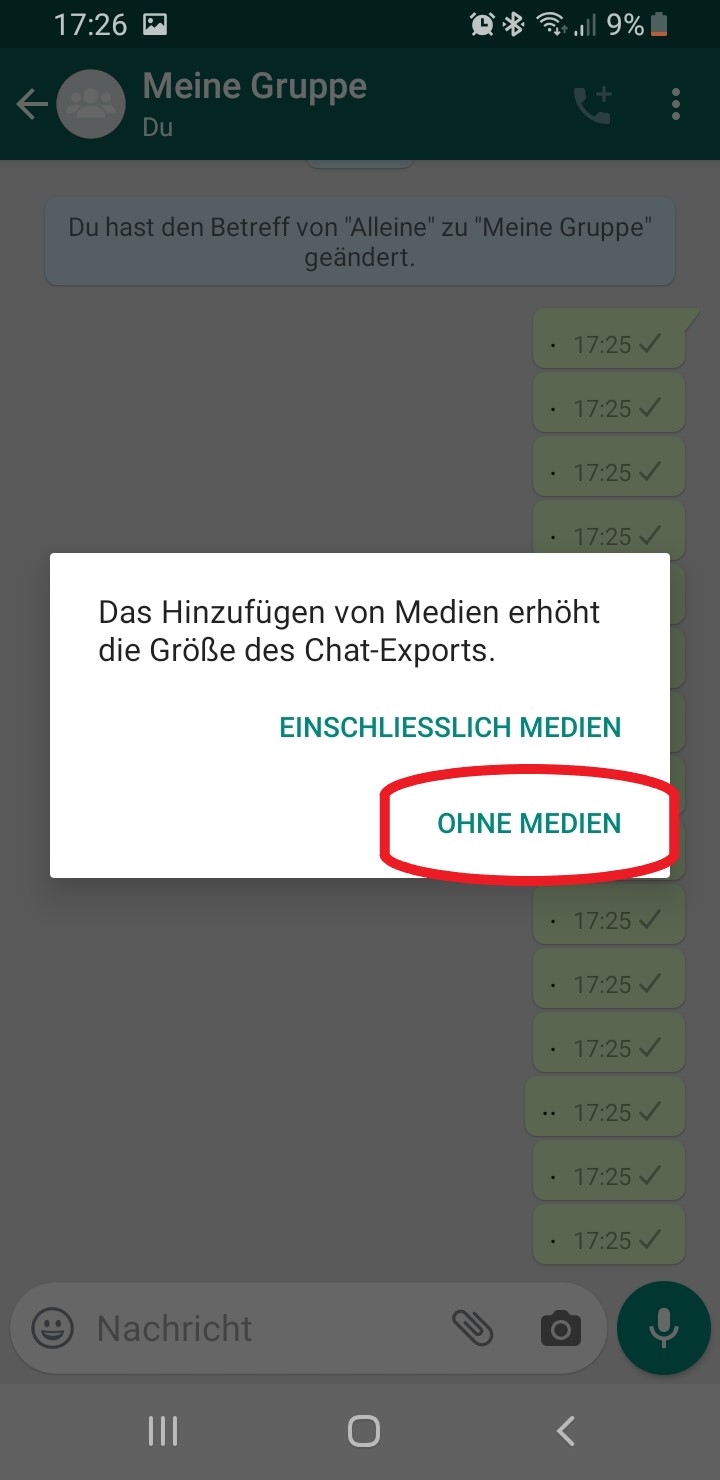 17:26 9%
Meine Gruppe
Du
Du hast den Betreff von "Alleine" zu "Meine Gruppe"
geändert.
. 17:25
. 17:25
. 17:25
. 17:25
Das Hinzufügen von Medien erhöht
die Größe des Chat-Exports.
EINSCHLIESSLICH MEDIEN
OHNE MEDIEN
. 17:25
. 17:25
. 17:25
.. 17:25
. 17:25
. 17:25
Nachricht